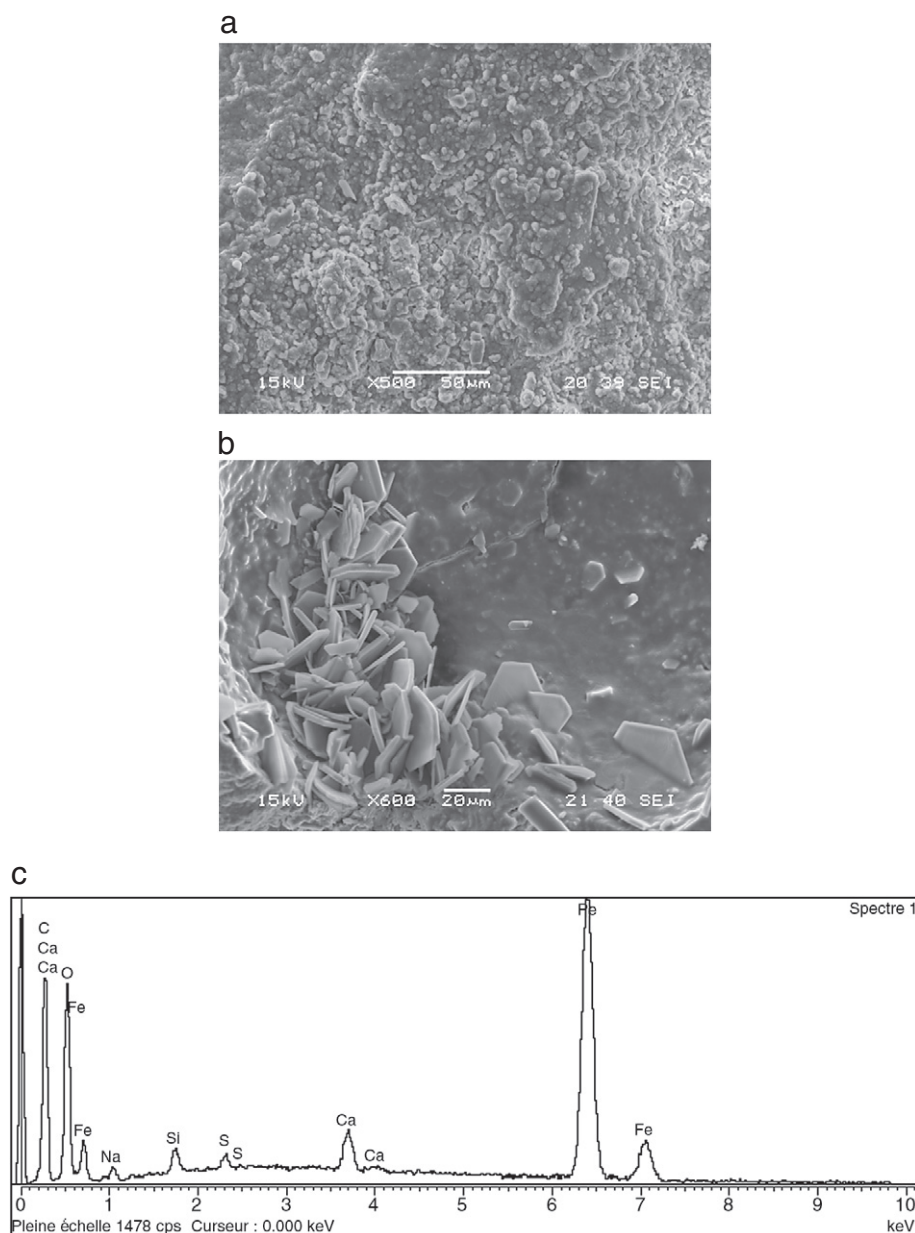 a
15kV X500 50µm 20 39 SEI
b
15kV X600 20µm 21 40 SEI
c
Spectre 1
C
Ca
Ca O
Fe
Fe
Na
Si
S
S
Ca
Ca
Fe
Fe
0 1 2 3 4 5 6 7 8 9 10
Pleine échelle 1478 cps Curseur : 0.000 keV keV